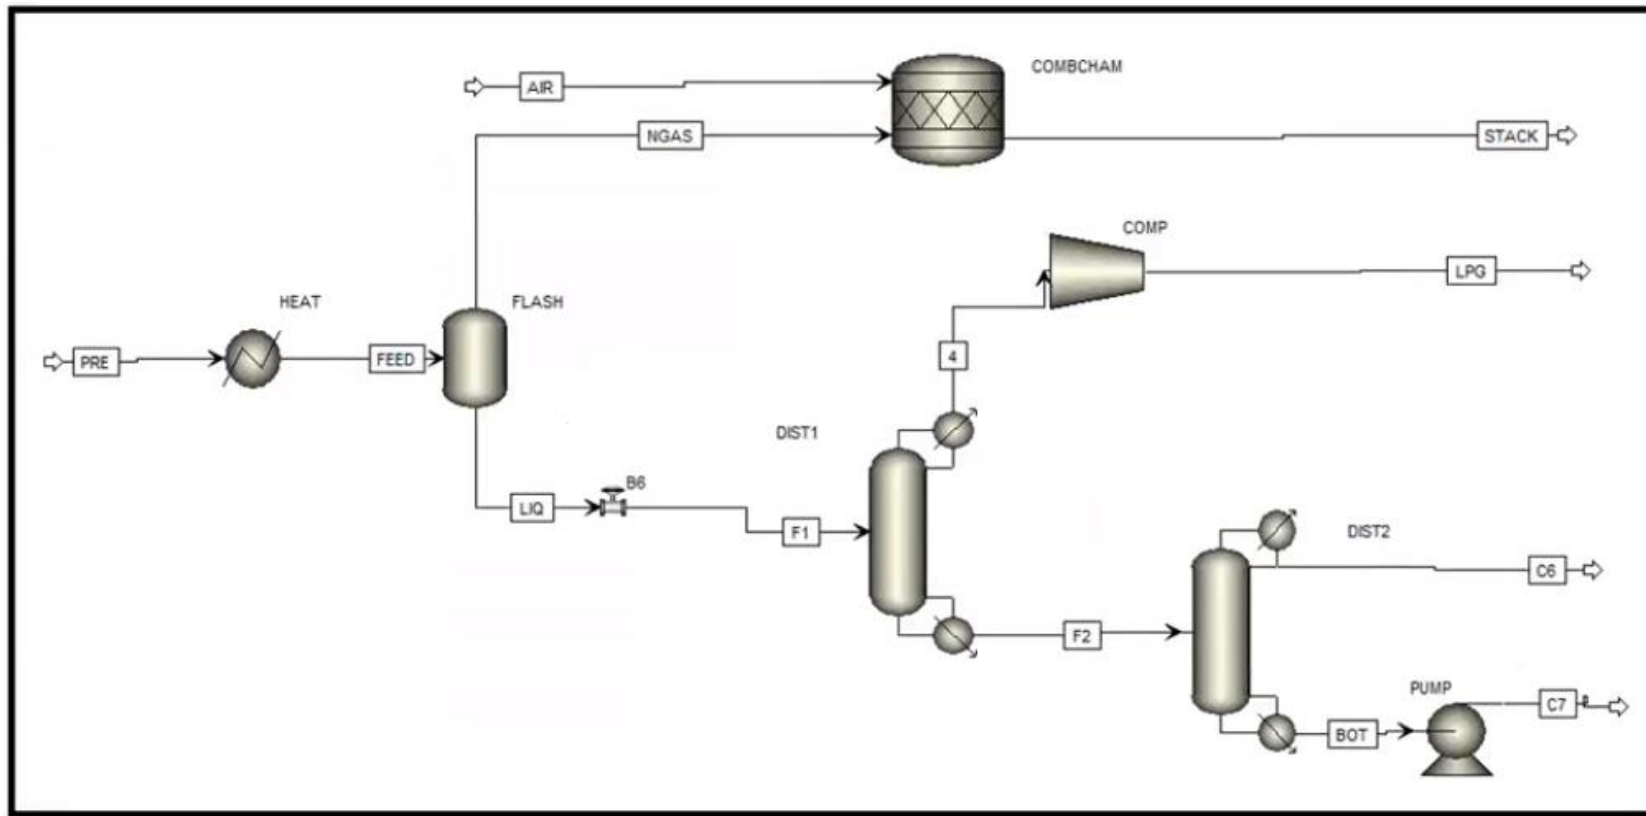 COMBCHAM
AIR
NGAS
STACK
COMP
LPG
HEAT
FLASH
PRE
FEED
4
DIST1
B6
LIQ
F1
DIST2
C6
F2
PUMP
C7
BOT